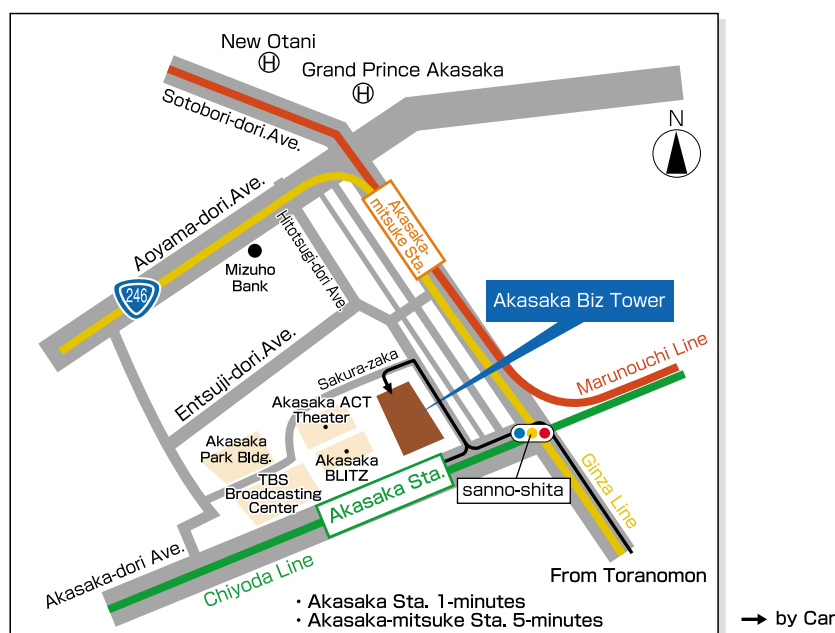 New Otani
H
Grand Prince Akasaka
H
Sotobori-dori.Ave.
N
Aoyama-dori.Ave.
Akasaka-
mitsuke Sta.
Hitotsugi-dori Ave.
Mizuho
Bank
246
Akasaka Biz Tower
Entsuji-dori.Ave.
Sakura-zaka
Marunouchi Line
Akasaka ACT
Theater
Akasaka
Park Bldg.
Akasaka
BLITZ
TBS
Broadcasting
Center
Akasaka Sta.
sanno-shita
Ginza Line
Akasaka-dori Ave.
Chiyoda Line
From Toranomon
・Akasaka Sta. 1-minutes
・Akasaka-mitsuke Sta. 5-minutes
→ by Car